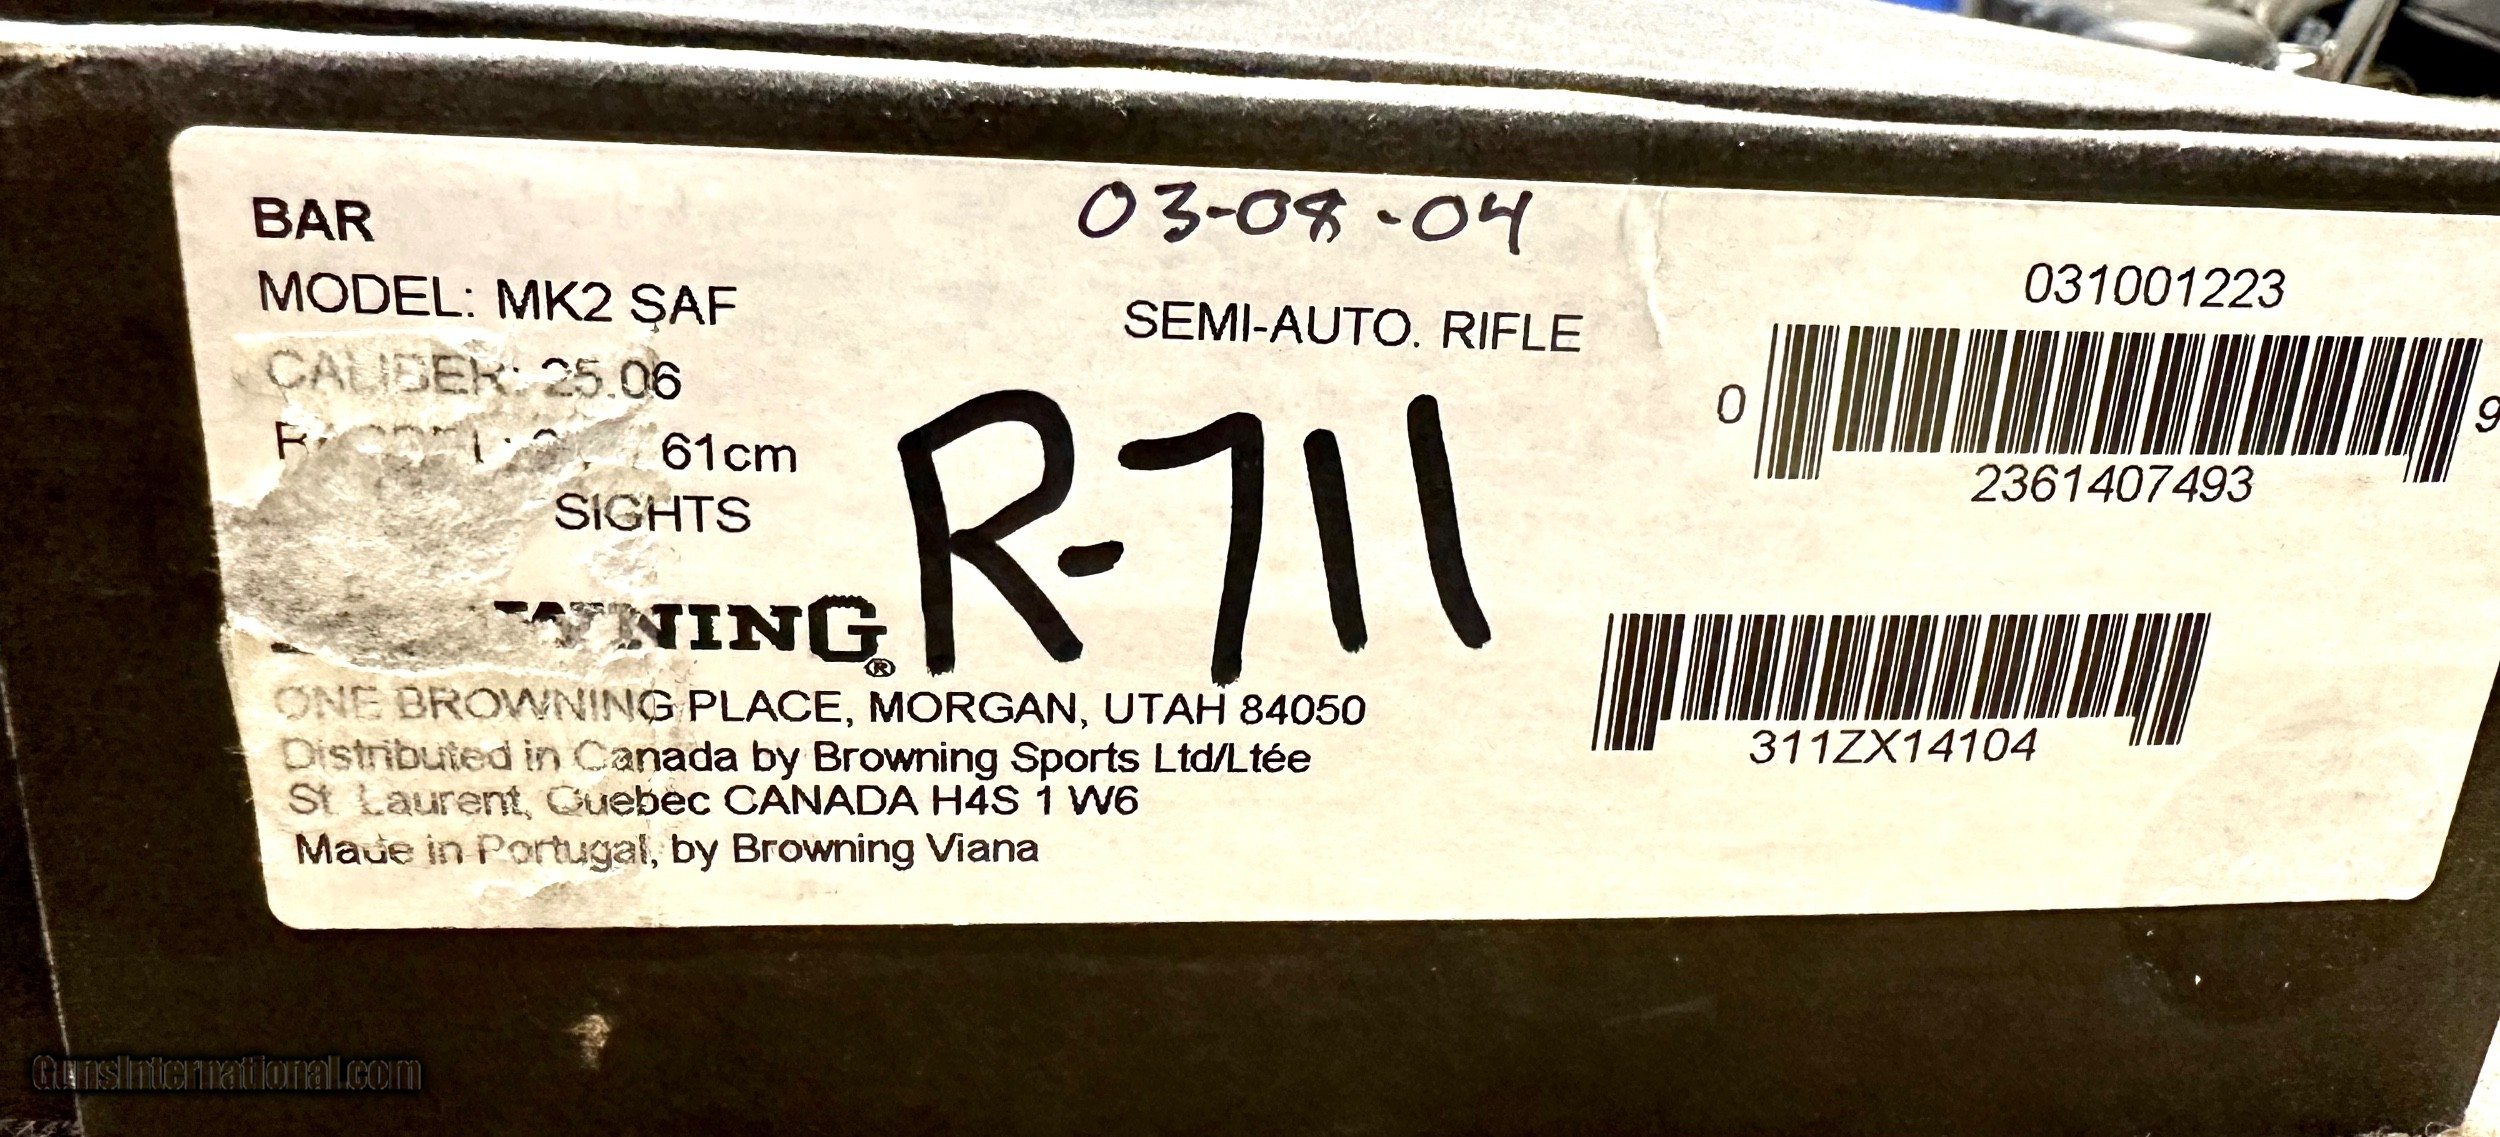 03-08-04
BAR
MODEL: MK2 SAF
SEMI-AUTO. RIFLE
031001223
CALIBER: 25.06
0
9
61cm
R-711
2361407493
SIGHTS
311ZX14104
ONE BROWNING PLACE, MORGAN, UTAH 84050
Distributed in Canada by Browning Sports Ltd/Ltée
St. Laurent, Quebec CANADA H4S 1 W6
Made in Portugal, by Browning Viana
GunsInternational.com